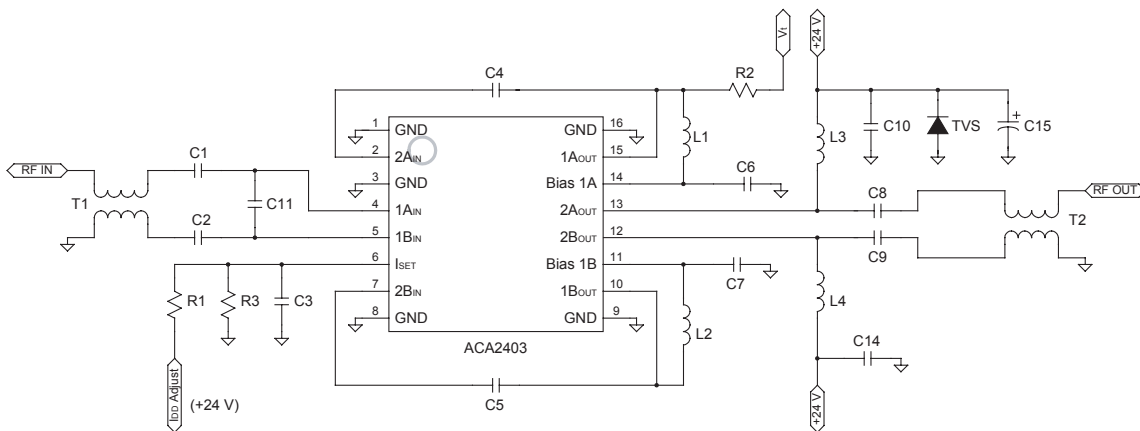 Vt
+24 V
C4
R2
1
GND
16
GND
L1
L3
C10
TVS
+
C15
2
2AIN
15
1AOUT
RF IN
C1
3
GND
14
Bias 1A
C6
T1
C11
4
1AIN
13
2AOUT
C8
RF OUT
C2
5
1BIN
12
2BOUT
C9
T2
6
ISET
11
Bias 1B
C7
R1
R3
C3
7
2BIN
10
1BOUT
L4
8
GND
9
GND
L2
ACA2403
C14
C5
IDD Adjust
(+24 V)
+24 V